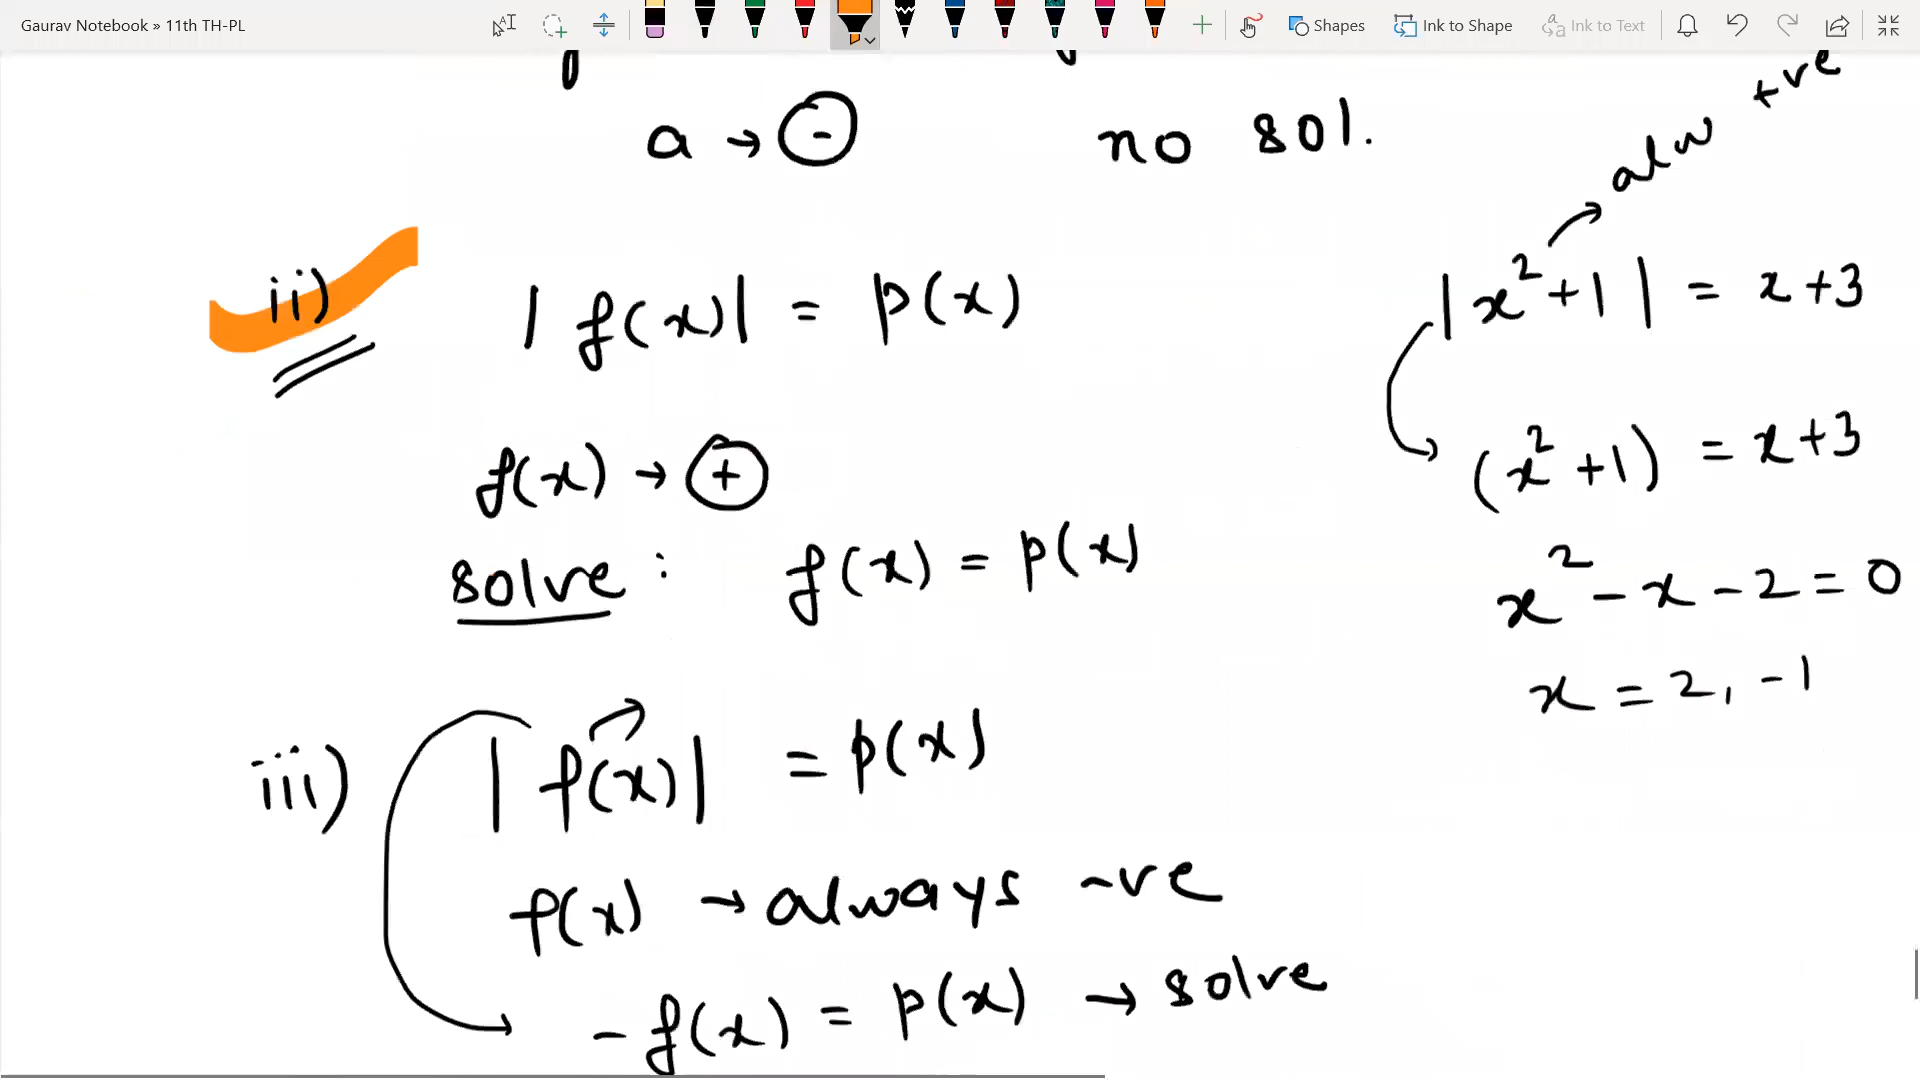 Gaurav Notebook » 11th TH-PL
Shapes
Ink to Shape
Ink to Text
a → ⊖ no sol.
ii) | f(x) | = p(x)
f(x) → ⊕
solve : f(x) = p(x)
iii) | f(x) | = p(x)
f(x) → always -ve
- f(x) = p(x) → solve
alw +ve
| x² + 1 | = x + 3
(x² + 1) = x + 3
x² - x - 2 = 0
x = 2, -1